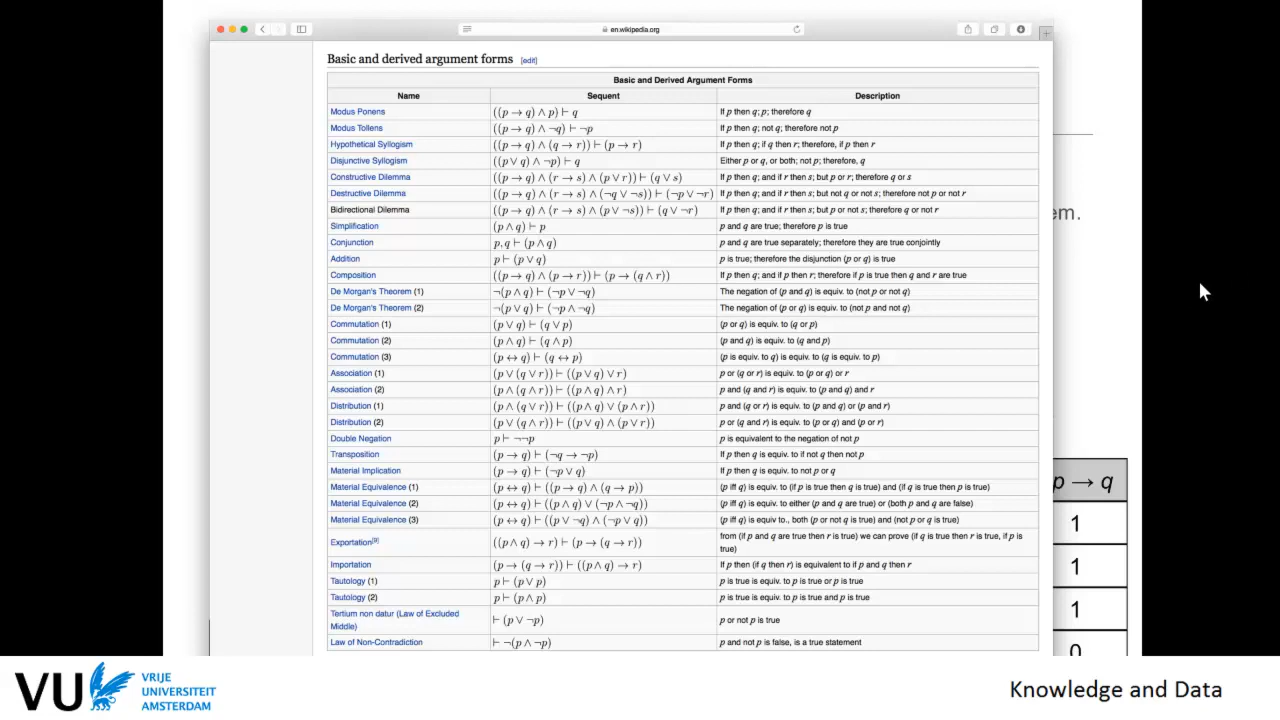 en.wikipedia.org
Basic and derived argument forms [edit]
Basic and Derived Argument Forms
Name Sequent Description
Modus Ponens ((p → q) ∧ p) ⊢ q If p then q; p; therefore q
Modus Tollens ((p → q) ∧ ¬q) ⊢ ¬p If p then q; not q; therefore not p
Hypothetical Syllogism ((p → q) ∧ (q → r)) ⊢ (p → r) If p then q; if q then r; therefore, if p then r
Disjunctive Syllogism ((p ∨ q) ∧ ¬p) ⊢ q Either p or q, or both; not p; therefore, q
Constructive Dilemma ((p → q) ∧ (r → s) ∧ (p ∨ r)) ⊢ (q ∨ s) If p then q; and if r then s; but p or r; therefore q or s
Destructive Dilemma ((p → q) ∧ (r → s) ∧ (¬q ∨ ¬s)) ⊢ (¬p ∨ ¬r) If p then q; and if r then s; but not q or not s; therefore not p or not r
Bidirectional Dilemma ((p → q) ∧ (r → s) ∧ (p ∨ ¬s)) ⊢ (q ∨ ¬r) If p then q; and if r then s; but p or not s; therefore q or not r
Simplification (p ∧ q) ⊢ p p and q are true; therefore p is true
Conjunction p, q ⊢ (p ∧ q) p and q are true separately; therefore they are true conjointly
Addition p ⊢ (p ∨ q) p is true; therefore the disjunction (p or q) is true
Composition ((p → q) ∧ (p → r)) ⊢ (p → (q ∧ r)) If p then q; and if p then r; therefore if p is true then q and r are true
De Morgan's Theorem (1) ¬(p ∧ q) ⊢ (¬p ∨ ¬q) The negation of (p and q) is equiv. to (not p or not q)
De Morgan's Theorem (2) ¬(p ∨ q) ⊢ (¬p ∧ ¬q) The negation of (p or q) is equiv. to (not p and not q)
Commutation (1) (p ∨ q) ⊢ (q ∨ p) (p or q) is equiv. to (q or p)
Commutation (2) (p ∧ q) ⊢ (q ∧ p) (p and q) is equiv. to (q and p)
Commutation (3) (p ↔ q) ⊢ (q ↔ p) (p is equiv. to q) is equiv. to (q is equiv. to p)
Association (1) (p ∨ (q ∨ r)) ⊢ ((p ∨ q) ∨ r) p or (q or r) is equiv. to (p or q) or r
Association (2) (p ∧ (q ∧ r)) ⊢ ((p ∧ q) ∧ r) p and (q and r) is equiv. to (p and q) and r
Distribution (1) (p ∧ (q ∨ r)) ⊢ ((p ∧ q) ∨ (p ∧ r)) p and (q or r) is equiv. to (p and q) or (p and r)
Distribution (2) (p ∨ (q ∧ r)) ⊢ ((p ∨ q) ∧ (p ∨ r)) p or (q and r) is equiv. to (p or q) and (p or r)
Double Negation p ⊢ ¬¬p p is equivalent to the negation of not p
Transposition (p → q) ⊢ (¬q → ¬p) If p then q is equiv. to if not q then not p
Material Implication (p → q) ⊢ (¬p ∨ q) If p then q is equiv. to not p or q
Material Equivalence (1) (p ↔ q) ⊢ ((p → q) ∧ (q → p)) (p iff q) is equiv. to (if p is true then q is true) and (if q is true then p is true)
Material Equivalence (2) (p ↔ q) ⊢ ((p ∧ q) ∨ (¬p ∧ ¬q)) (p iff q) is equiv. to either (p and q are true) or (both p and q are false)
Material Equivalence (3) (p ↔ q) ⊢ ((p ∨ ¬q) ∧ (¬p ∨ q)) (p iff q) is equiv to., both (p or not q is true) and (not p or q is true)
Exportation[9] ((p ∧ q) → r) ⊢ (p → (q → r)) from (if p and q are true then r is true) we can prove (if q is true then r is true, if p is
true)
Importation (p → (q → r)) ⊢ ((p ∧ q) → r) If p then (if q then r) is equivalent to if p and q then r
Tautology (1) p ⊢ (p ∨ p) p is true is equiv. to p is true or p is true
Tautology (2) p ⊢ (p ∧ p) p is true is equiv. to p is true and p is true
Tertium non datur (Law of Excluded
Middle) ⊢ (p ∨ ¬p) p or not p is true
Law of Non-Contradiction ⊢ ¬(p ∧ ¬p) p and not p is false, is a true statement
em.
p → q
1
1
1
0
VU VRIJE
UNIVERSITEIT
AMSTERDAM
Knowledge and Data